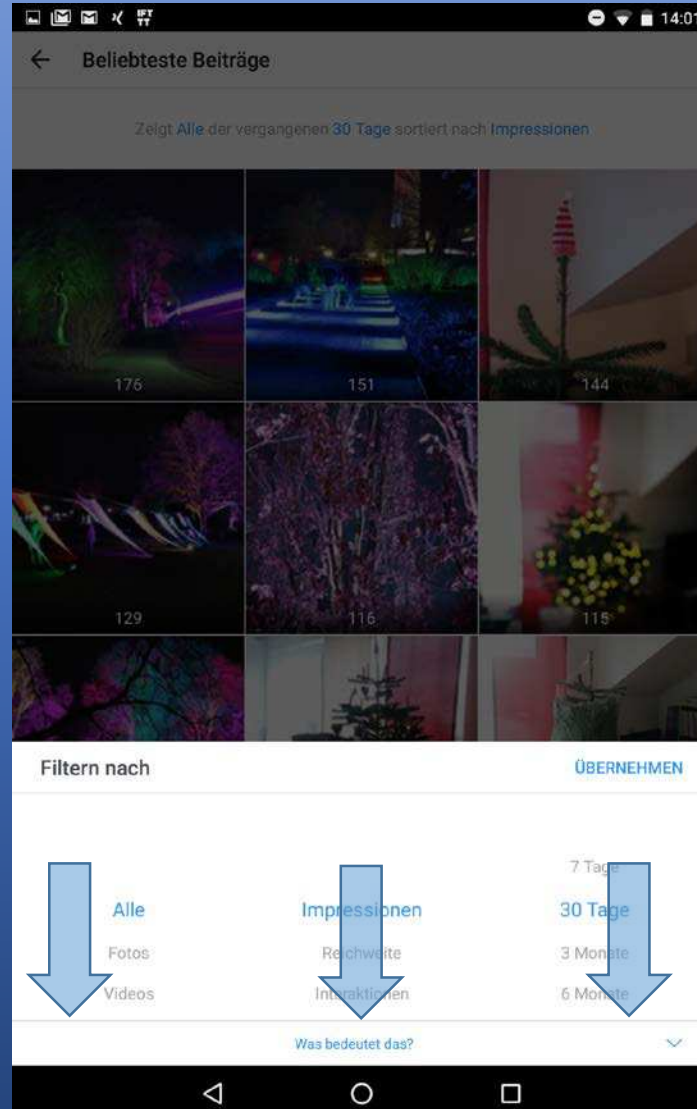 IFTTT 14:01
Beliebteste Beiträge
Zeigt Alle der vergangenen 30 Tage sortiert nach Impressionen
176 151 144
129 116 115
Filtern nach ÜBERNEHMEN
7 Tage
Alle Impressionen 30 Tage
Fotos Reichweite 3 Monate
Videos Interaktionen 6 Monate
Was bedeutet das?